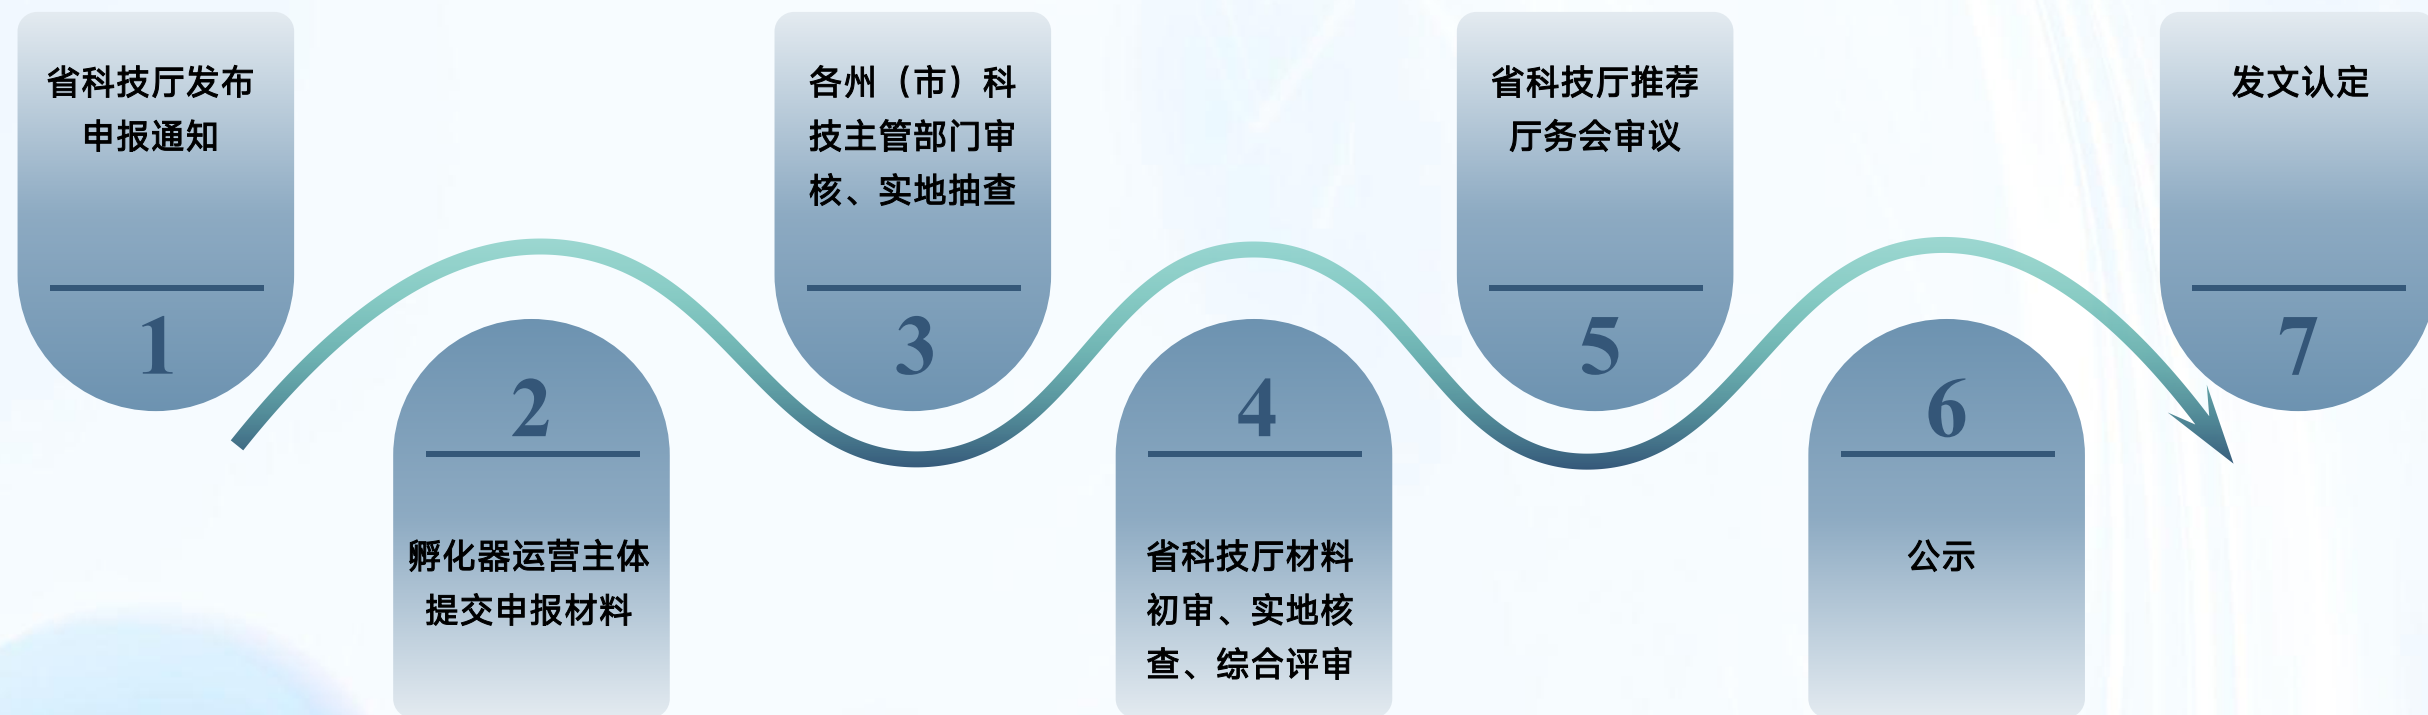 省科技厅发布
申报通知
1
2
孵化器运营主体
提交申报材料
各州（市）科
技主管部门审
核、实地抽查
3
4
省科技厅材料
初审、实地核
查、综合评审
省科技厅推荐
厅务会审议
5
6
公示
发文认定
7